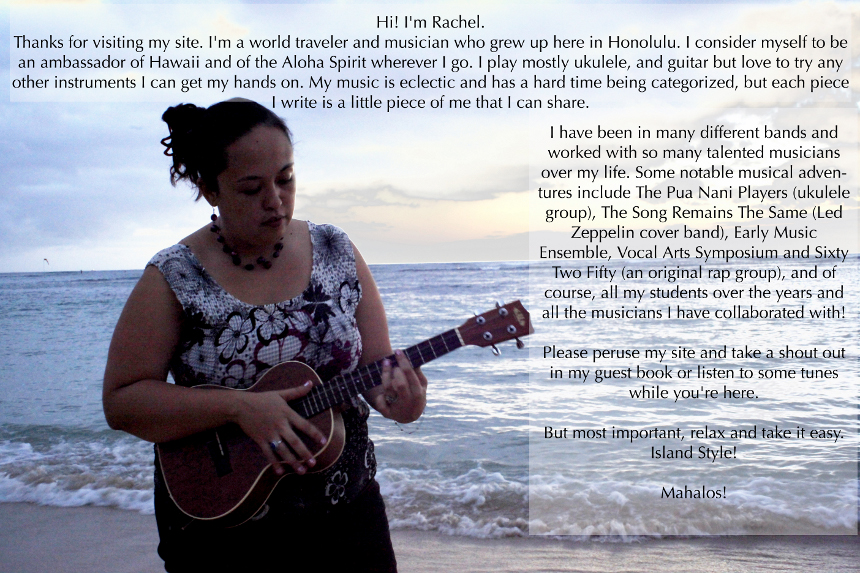 Hi! I'm Rachel.
Thanks for visiting my site. I'm a world traveler and musician who grew up here in Honolulu. I consider myself to be
an ambassador of Hawaii and of the Aloha Spirit wherever I go. I play mostly ukulele, and guitar but love to try any
other instruments I can get my hands on. My music is eclectic and has a hard time being categorized, but each piece
I write is a little piece of me that I can share.
I have been in many different bands and
worked with so many talented musicians
over my life. Some notable musical adven-
tures include The Pua Nani Players (ukulele
group), The Song Remains The Same (Led
Zeppelin cover band), Early Music
Ensemble, Vocal Arts Symposium and Sixty
Two Fifty (an original rap group), and of
course, all my students over the years and
all the musicians I have collaborated with!
Please peruse my site and take a shout out
in my guest book or listen to some tunes
while you're here.
But most important, relax and take it easy.
Island Style!
Mahalos!